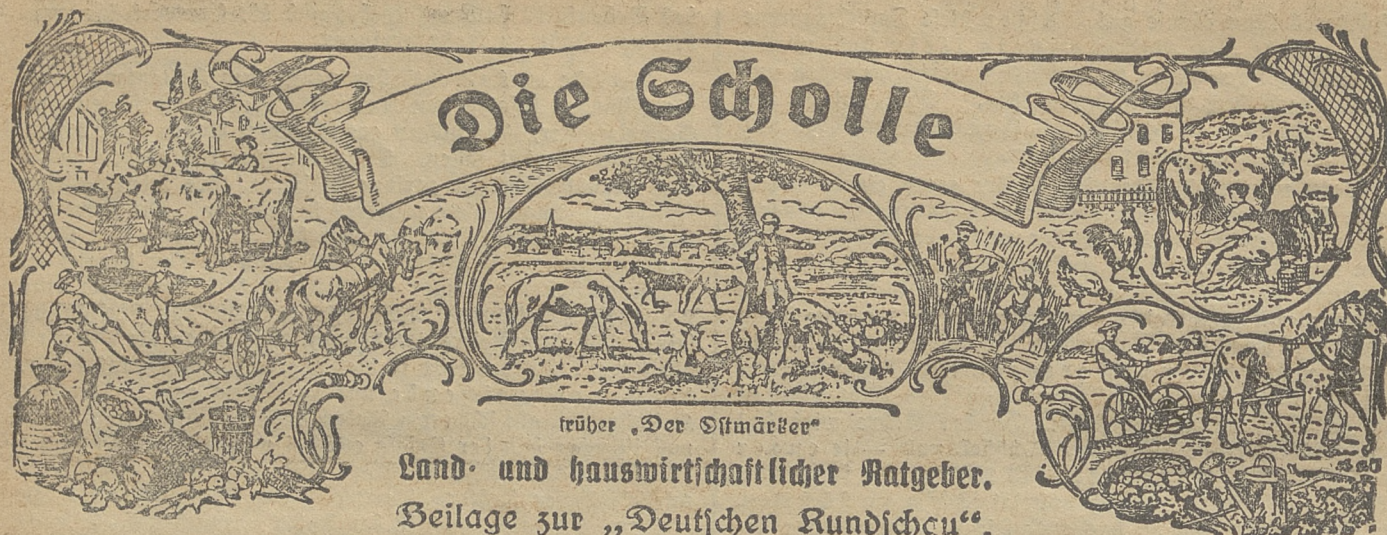 Die Scholle
früher „Der Ostmärker“
Land- und hauswirtschaftlicher Ratgeber.
Beilage zur „Deutschen Rundschau“.